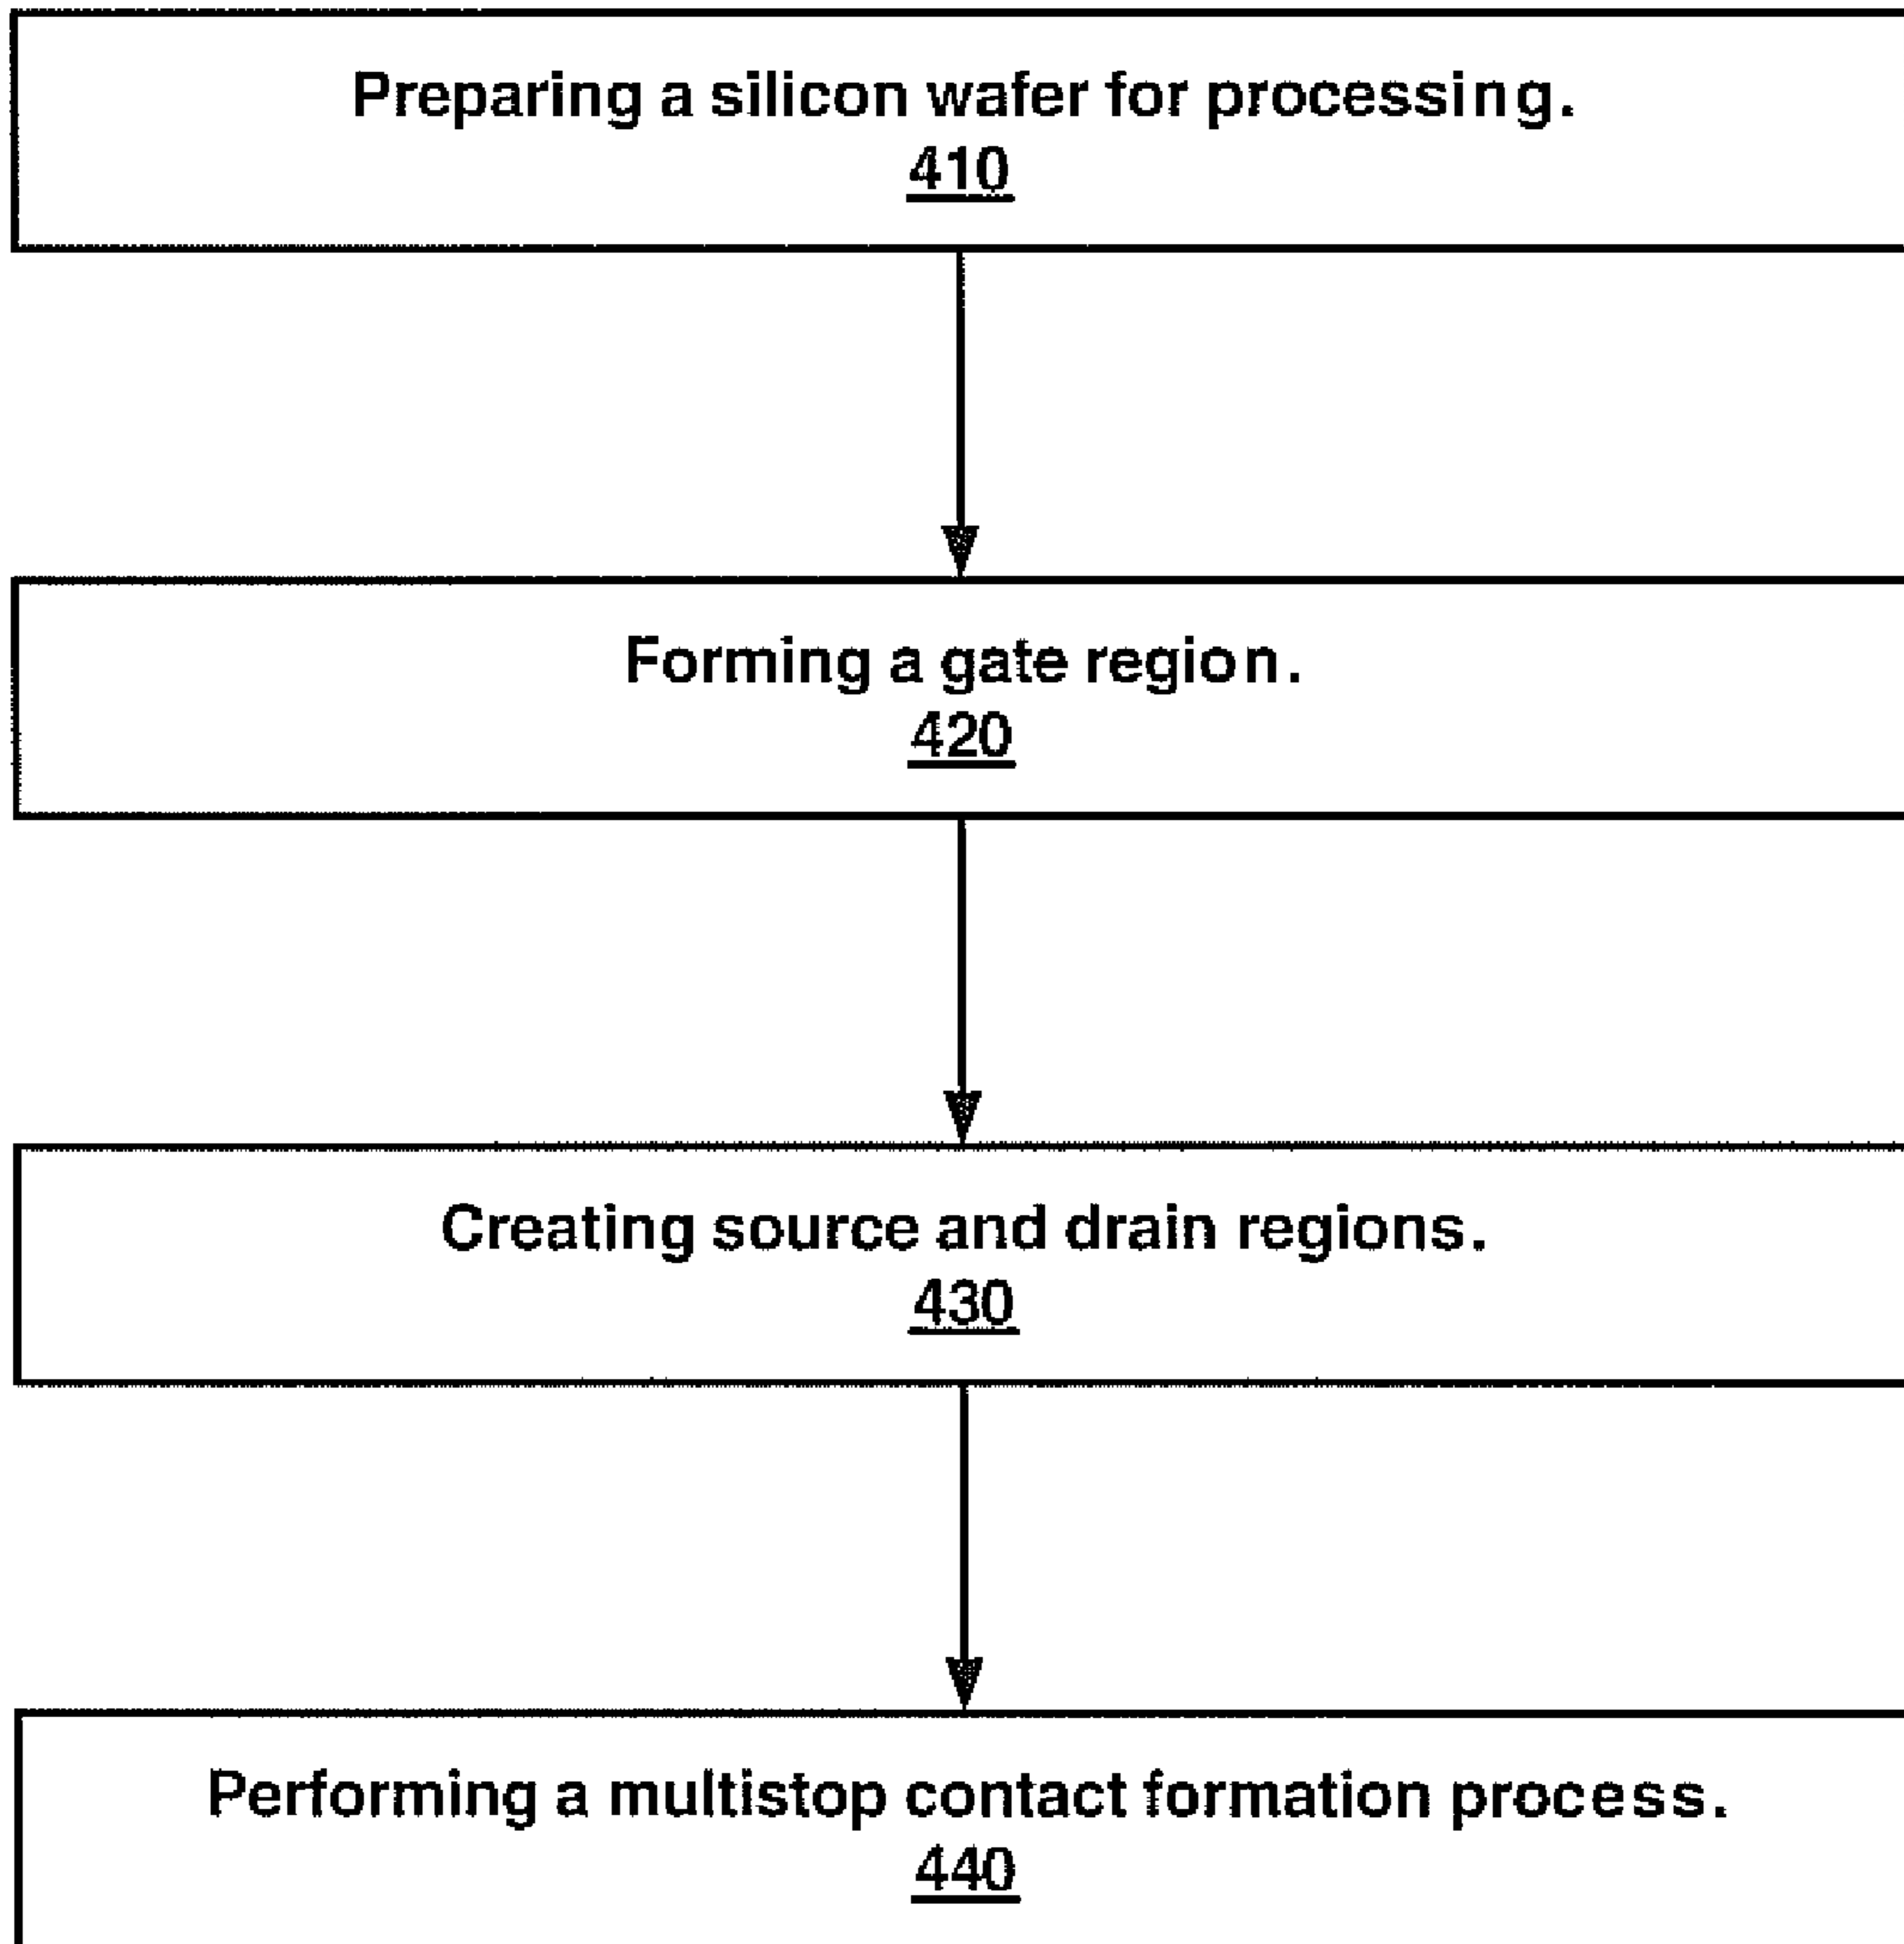 Preparing a silicon wafer for processing.
410
Forming a gate region.
420
Creating source and drain regions.
430
Performing a multistop contact formation process.
440